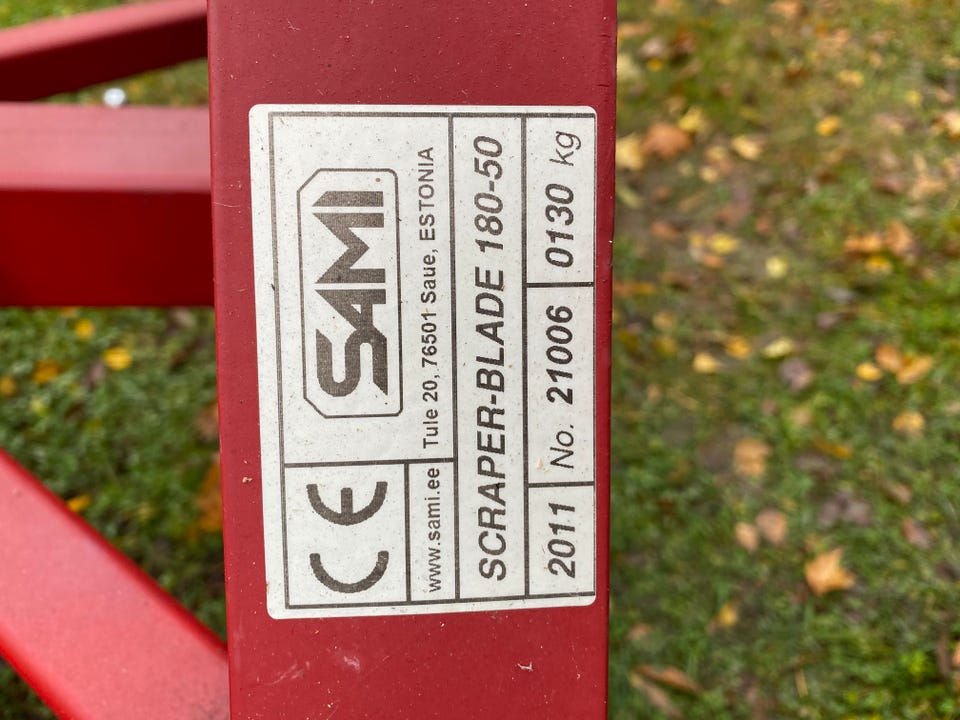 SAMI
CE
www.sami.ee Tule 20, 76501 Saue, ESTONIA
SCRAPER-BLADE 180-50
2011 No. 21006 0130 kg